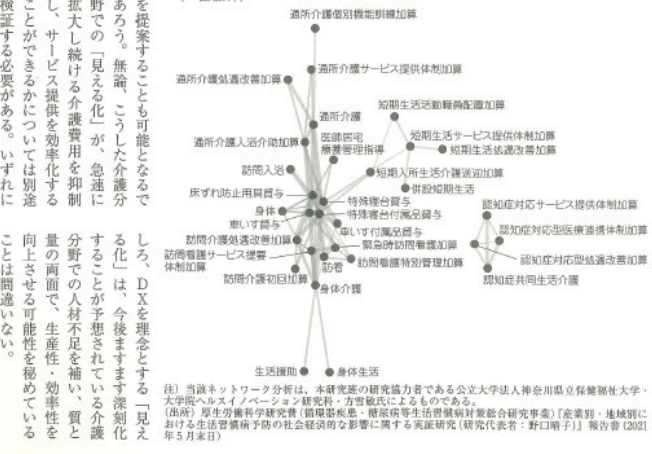 を提案することも可能となるで
あろう。無論、こうした介護分
野での「見える化」が、急速に
拡大し続ける介護費用を抑制
し、サービス提供を効率化する
ことができるかについては別途
検証する必要がある。いずれに
しろ、DXを理念とする「見え
る化」は、今後ますます深刻化
することが予想されている介護
分野での人材不足を補い、質と
量の両面で、生産性・効率性を
向上させる可能性を秘めている
ことは間違いない。
通所介護個別機能訓練加算
通所介護サービス提供体制加算
通所介護処遇改善加算
短期生活活動職員配置加算
通所介護
通所介護入浴介助加算
医師居宅
療養管理指導
短期生活サービス提供体制加算
短期生活処遇改善加算
訪問入浴
短期入所生活介護送迎加算
床ずれ防止用具貸与
併設短期生活
特殊寝台貸与
身体
特殊寝台付属品貸与
認知症対応サービス提供体制加算
車いす貸与
車いす付属品貸与
認知症対応型医療連携体制加算
訪問介護処遇改善加算
緊急時訪問看護加算
訪問看護サービス提要
体制加算
訪看
訪問看護特別管理加算
認知症対応型処遇改善加算
訪問介護初回加算
認知症共同生活介護
身体介護
生活援助
身体生活
注）当該ネットワーク分析は、本研究班の研究協力者である公立大学法人神奈川県立保健福祉大学・
大学院ヘルスイノベーション研究科・方雪敏氏によるものである。
（出所）厚生労働科学研究費（循環器疾患・糖尿病等生活習慣病対策総合研究事業）『産業別・地域別に
おける生活習慣病予防の社会経済的な影響に関する実証研究（研究代表者：野口晴子）』報告書（2021
年5月末日）